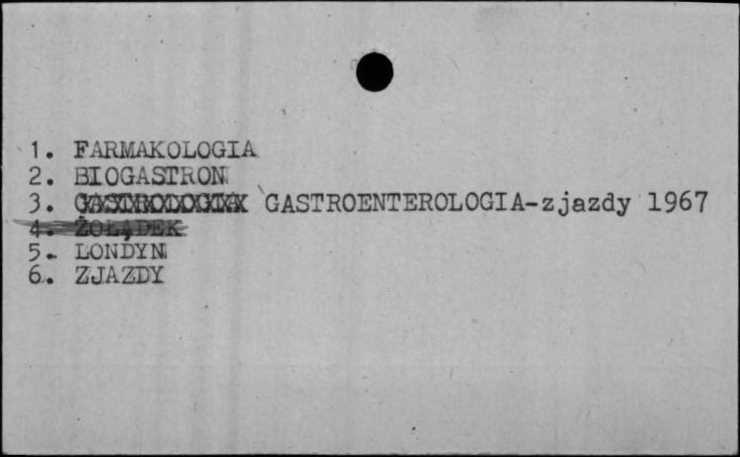 1. FARMAKOLOGIA
2. BIOGASTRON
3. GASTROENTEROLOGIA-zjazdy 1967
4. ŻOŁĄDEK
5. LONDYN
6. ZJAZDY